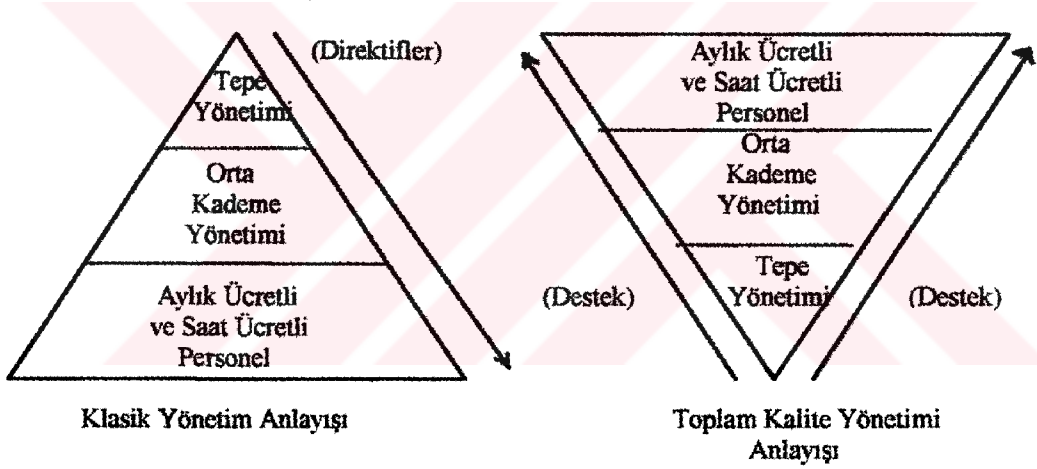 (Direktifler)
Tepe
Yönetimi
Orta
Kademe
Yönetimi
Aylık Ücretli
ve Saat Ücretli
Personel
Klasik Yönetim Anlayışı
Aylık Ücretli
ve Saat Ücretli
Personel
Orta
Kademe
Yönetimi
Tepe
Yönetimi
(Destek)
(Destek)
Toplam Kalite Yönetimi
Anlayışı